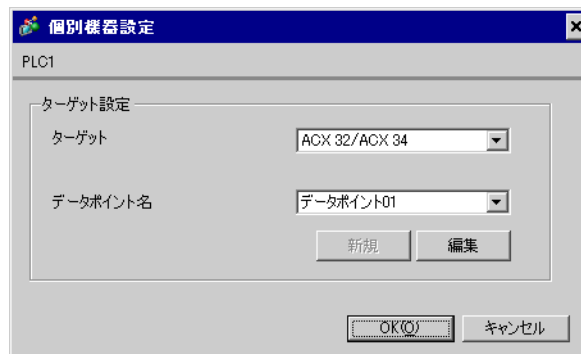 個別機器設定
PLC1
ターゲット設定
ターゲット ACX 32/ACX 34
データポイント名 データポイント01
新規 編集
OK(O) キャンセル